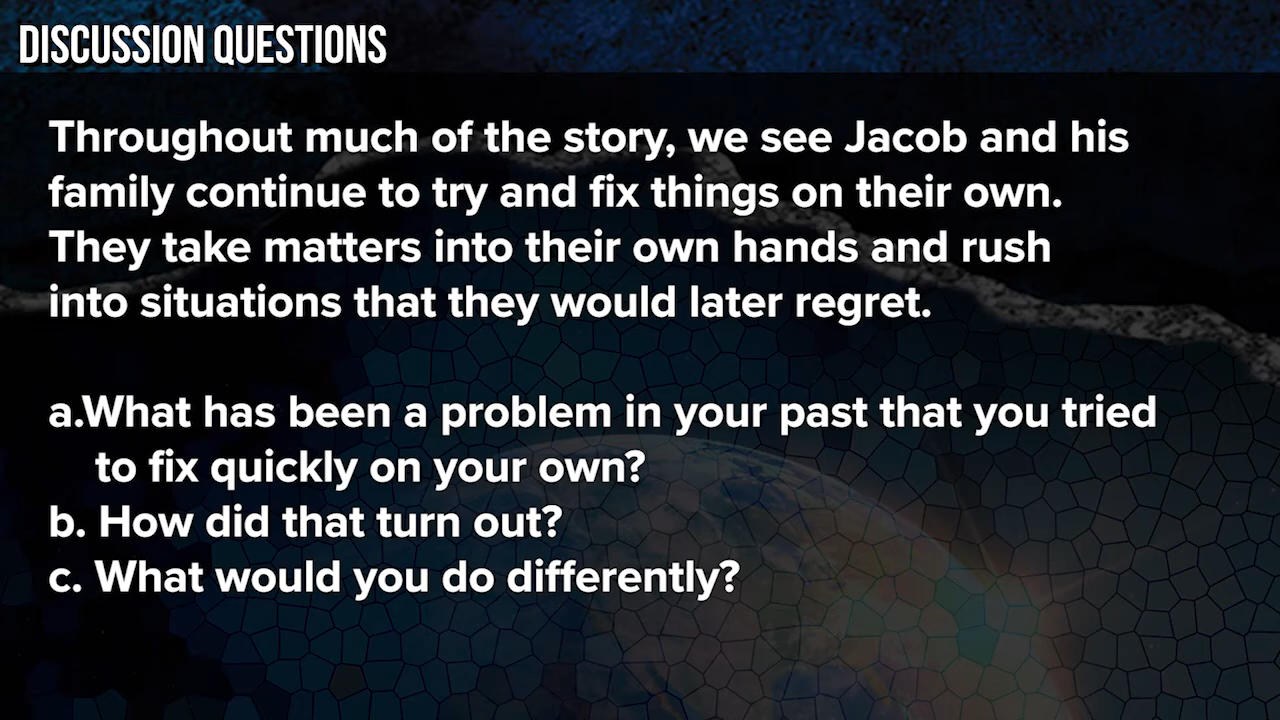 DISCUSSION QUESTIONS
Throughout much of the story, we see Jacob and his
family continue to try and fix things on their own.
They take matters into their own hands and rush
into situations that they would later regret.
a.What has been a problem in your past that you tried
to fix quickly on your own?
b. How did that turn out?
c. What would you do differently?